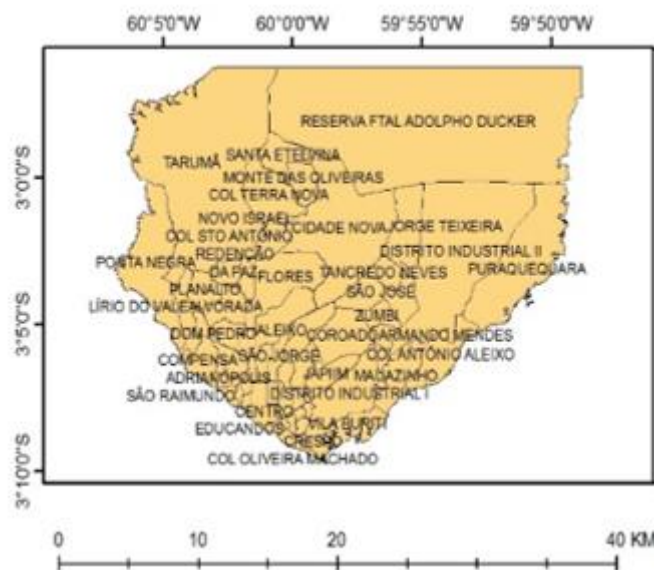 60°5'0"W 60°0'0"W 59°55'0"W 59°50'0"W
RESERVA FTAL ADOLPHO DUCKER
TARUMÃ
SANTA ETELVINA
3°0'0"S
MONTE DAS OLIVEIRAS
COL TERRA NOVA
NOVO ISRAEL
CIDADE NOVA
JORGE TEIXEIRA
COL STO ANTÔNIO
REDENÇÃO
DISTRITO INDUSTRIAL II
PONTA NEGRA
DA PAZ
FLORES
TANCREDO NEVES
PURAQUEQUARA
PLANALTO
SÃO JOSÉ
LÍRIO DO VALE
ALVORADA
ZUMBI
3°5'0"S
DOM PEDRO
ALEIXO
COROADO
ARMANDO MENDES
COMPENSA
SÃO JORGE
COL ANTÔNIO ALEIXO
ADRIANÓPOLIS
JAPIIM
SÃO RAIMUNDO
DISTRITO INDUSTRIAL I
CENTRO
EDUCANDOS
VILA BURITI
COL OLIVEIRA MACHADO
3°10'0"S
0 10 20 40 KM